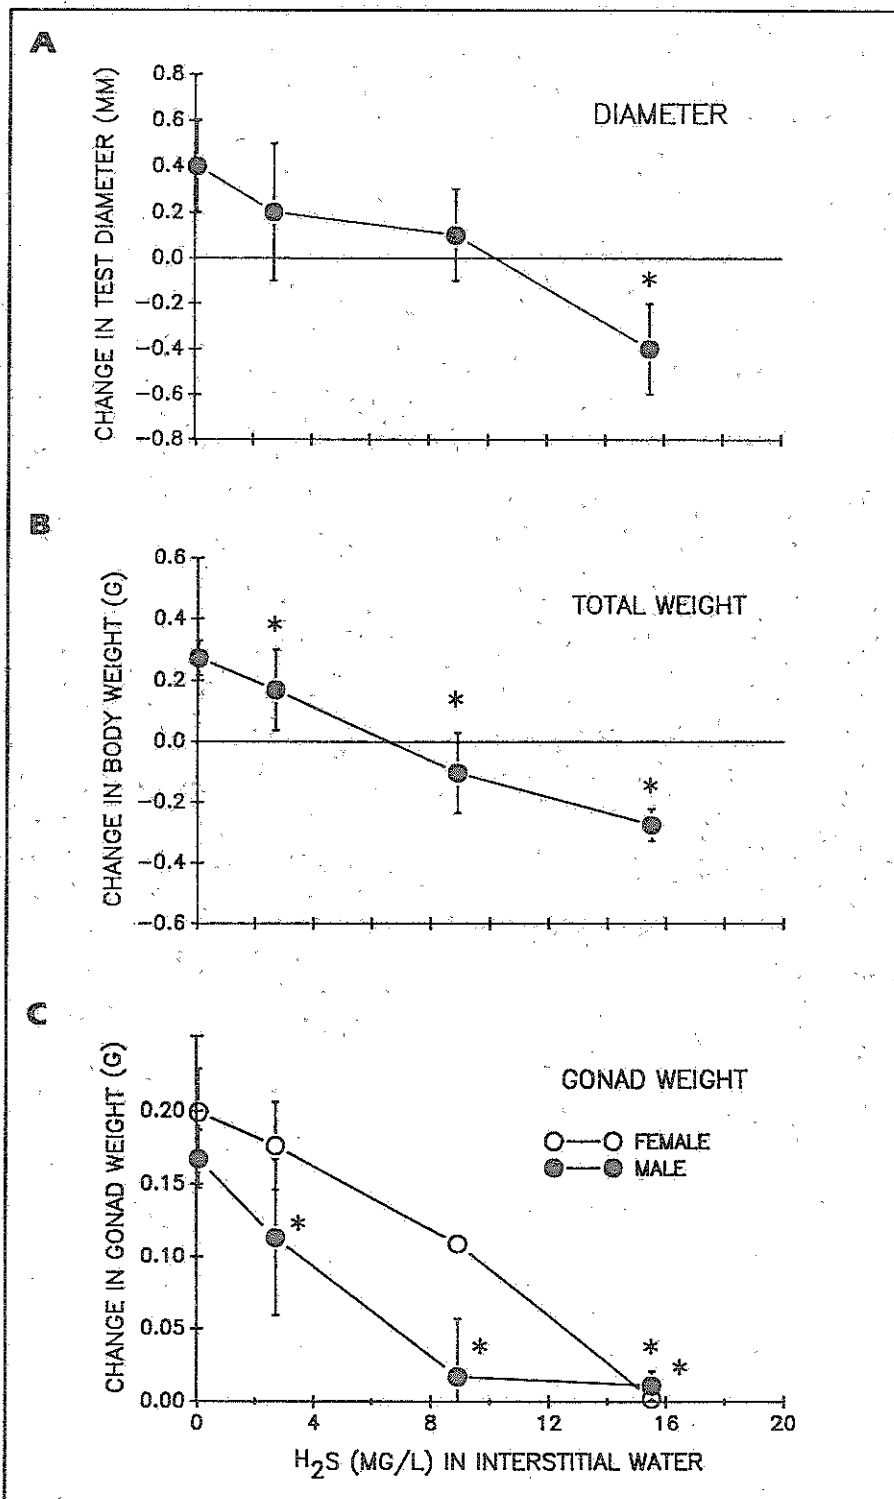 A
DIAMETER
CHANGE IN TEST DIAMETER (MM)
0.8
0.6
0.4
0.2
0.0
−0.2
−0.4
−0.6
−0.8
*
B
TOTAL WEIGHT
CHANGE IN BODY WEIGHT (G)
0.6
0.4
0.2
0.0
−0.2
−0.4
−0.6
*
*
*
C
GONAD WEIGHT
FEMALE
MALE
CHANGE IN GONAD WEIGHT (G)
0.20
0.15
0.10
0.05
0.00
*
*
*
*
0 4 8 12 16 20
H₂S (MG/L) IN INTERSTITIAL WATER